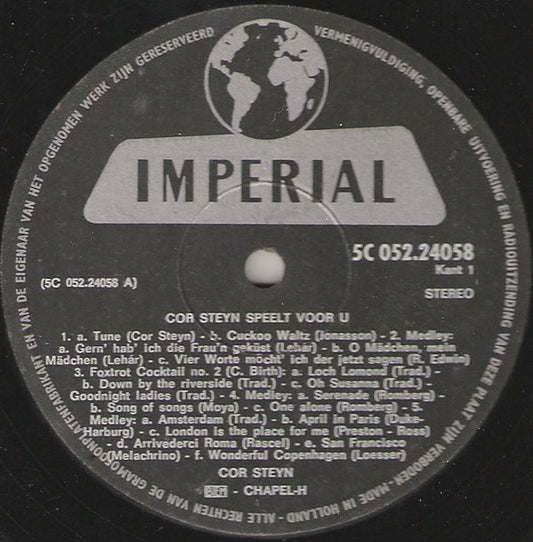 ALLE RECHTEN VAN DE GRAMOFOONPLATENFABRIKANT EN VAN DE EIGENAAR VAN HET OPGENOMEN WERK ZIJN GERESERVEERD
VERMENIGVULDIGING, OPENBARE UITVOERING EN RADIOUITZENDING VAN DEZE PLAAT ZIJN VERBODEN - MADE IN HOLLAND -
IMPERIAL
5C 052.24058
Kant 1
(5C 052.24058 A)
STEREO
COR STEYN SPEELT VOOR U
1. a. Tune (Cor Steyn) - b. Cuckoo Waltz (Jonasson) - 2. Medley:
a. Gern' hab' ich die Frau'n geküst (Lehár) - b. O Mädchen, mein
Mädchen (Lehár) - c. Vier Worte möcht' ich der jetzt sagen (R. Edwin)
3. Foxtrot Cocktail no. 2 (C. Birth): a. Loch Lomond (Trad.) -
b. Down by the riverside (Trad.) - c. Oh Susanna (Trad.) - d.
Goodnight ladies (Trad.) - 4. Medley: a. Serenade (Romberg) -
b. Song of songs (Moya) - c. One alone (Romberg) - 5.
Medley: a. Amsterdam (Trad.) - b. April in Paris (Duke-
Harburg) - c. London is the place for me (Preston - Ross)
- d. Arrivederci Roma (Rascel) - e. San Francisco
(Melachrino) - f. Wonderful Copenhagen (Loesser)
COR STEYN
BIEM - CHAPEL-H